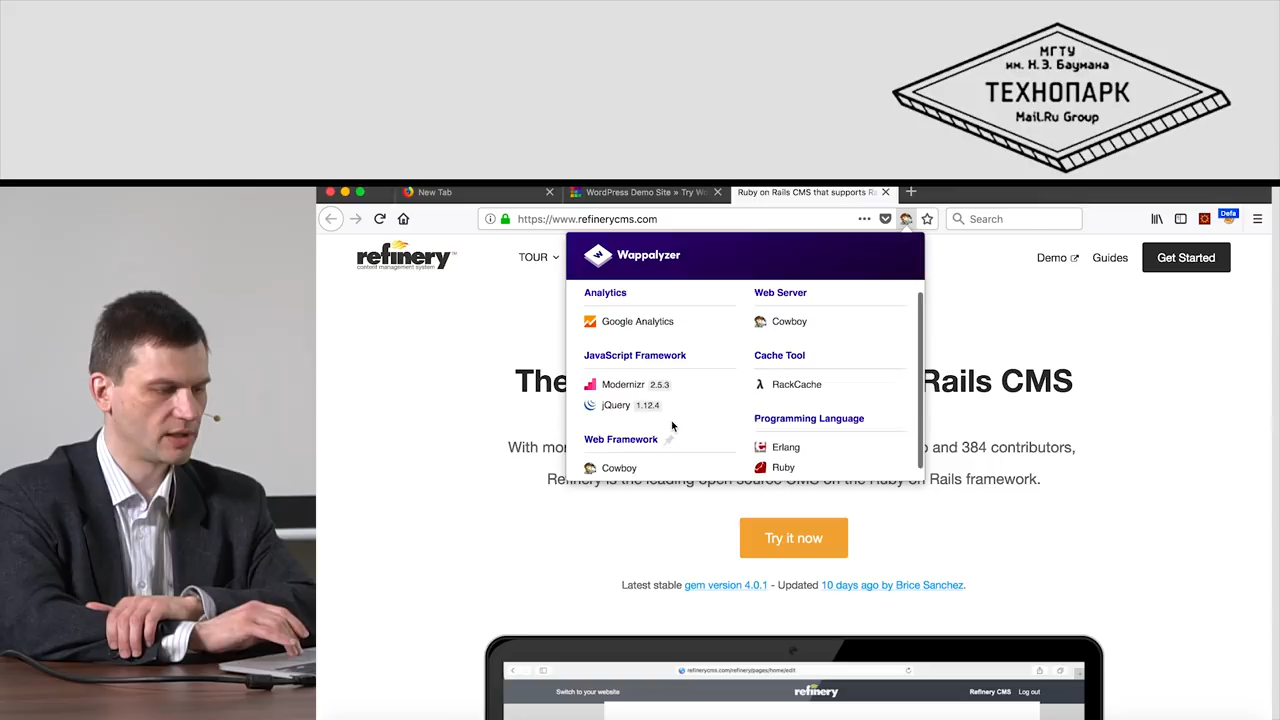 МГТУ
им. Н.Э. Баумана
ТЕХНОПАРК
Mail.Ru Group
New Tab
WordPress Demo Site » Try Wo
Ruby on Rails CMS that supports Ra
https://www.refinerycms.com
Search
Defa
refinery
content management system
TOUR
Wappalyzer
Demo
Guides
Get Started
Analytics
Google Analytics
JavaScript Framework
Modernizr 2.5.3
jQuery 1.12.4
Web Framework
Cowboy
Web Server
Cowboy
Cache Tool
RackCache
Programming Language
Erlang
Ruby
The
Rails CMS
With mo
and 384 contributors,
Refinery is the leading open source CMS on the Ruby on Rails framework.
Try it now
Latest stable gem version 4.0.1 - Updated 10 days ago by Brice Sanchez.
refinerycms.com/refinery/pages/home/edit
Switch to your website
refinery
Refinery CMS
Log out